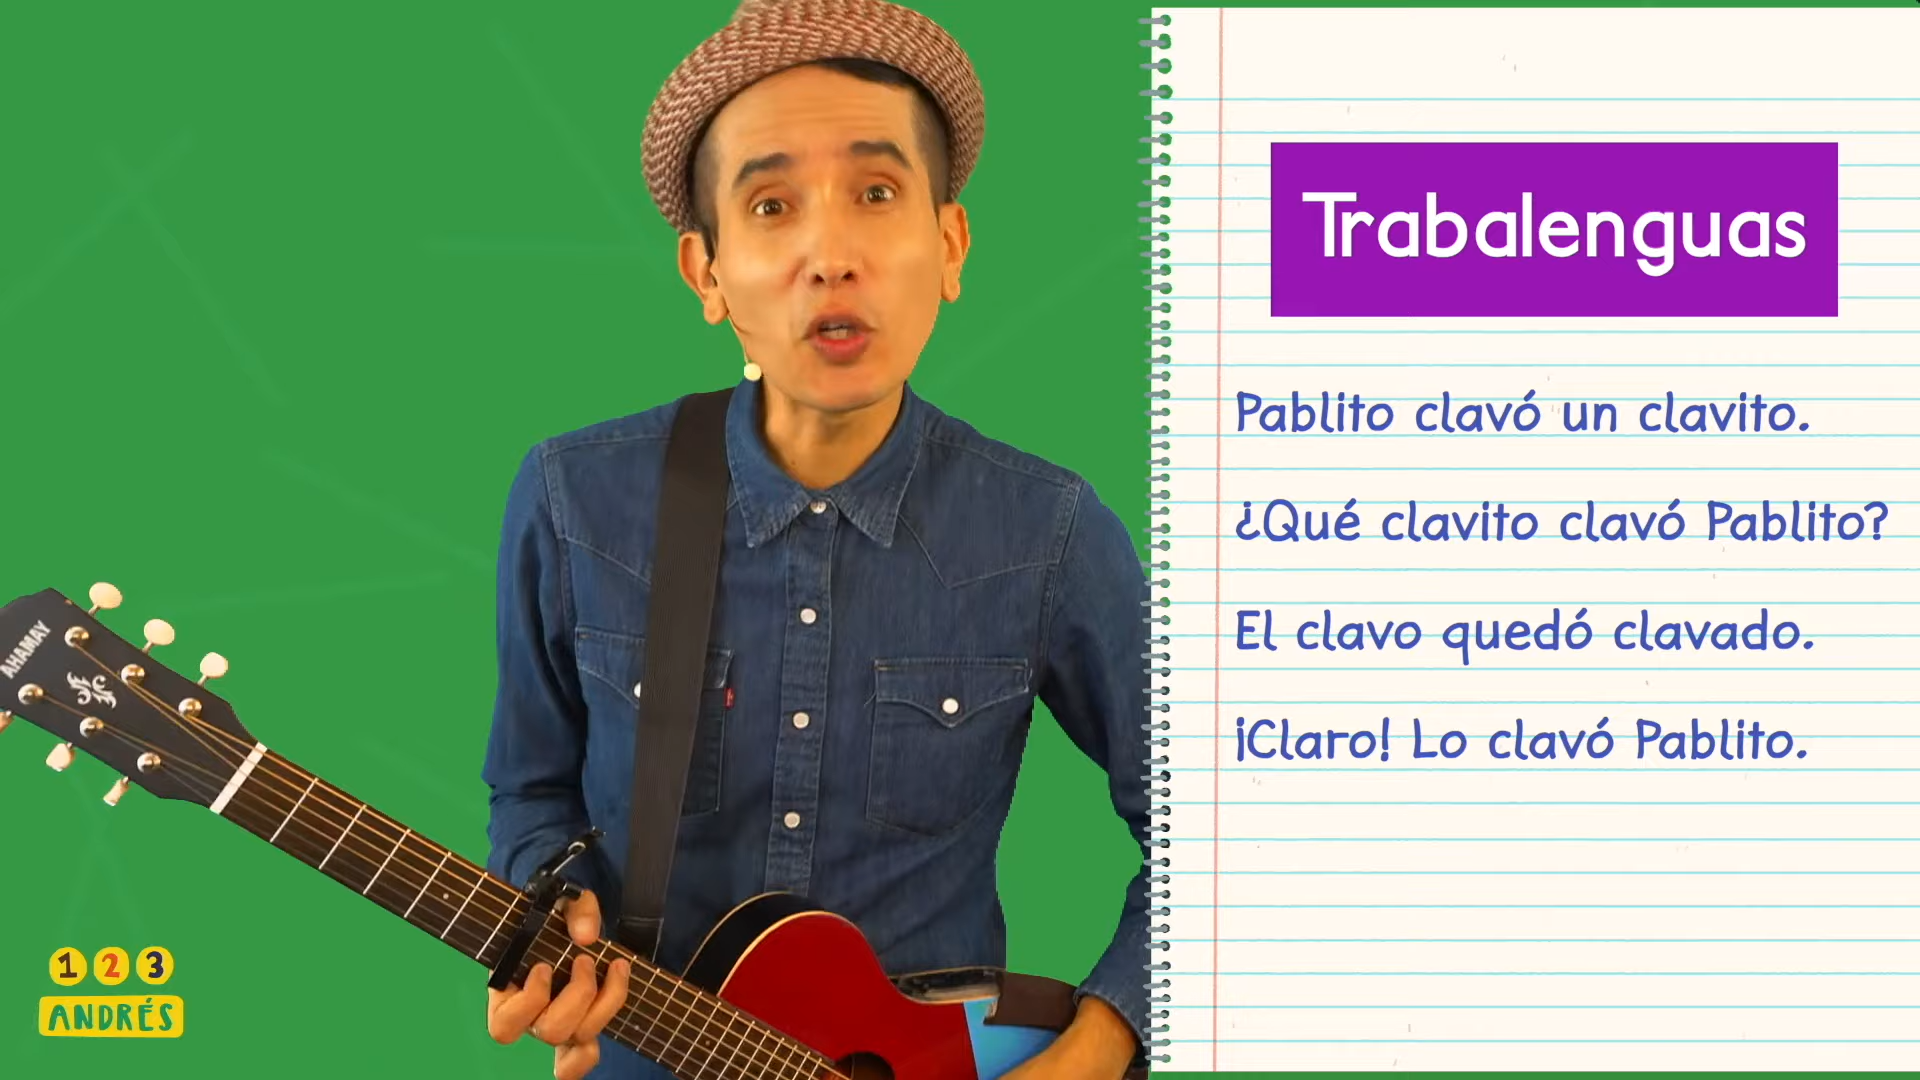 Trabalenguas
Pablito clavó un clavito.
¿Qué clavito clavó Pablito?
El clavo quedó clavado.
¡Claro! Lo clavó Pablito.
AHAMAY
1 2 3
ANDRÉS